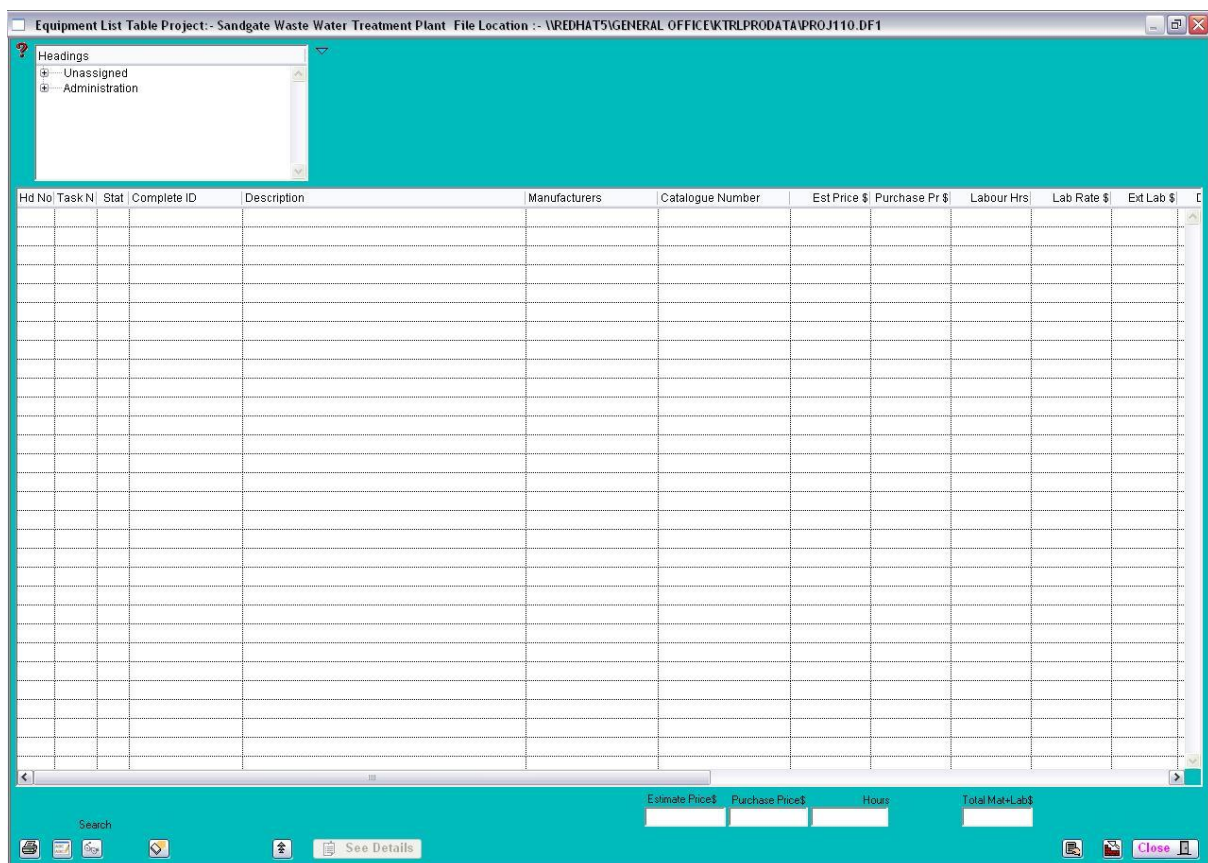 Equipment List Table Project:- Sandgate Waste Water Treatment Plant File Location :- \\REDHAT5\GENERAL OFFICE\KTRLPRODATA\PROJ110.DF1
Headings
Unassigned
Administration
Hd No Task N Stat Complete ID Description Manufacturers Catalogue Number Est Price $ Purchase Pr $ Labour Hrs Lab Rate $ Ext Lab $
Estimate Price$ Purchase Price$ Hours Total Mat+Lab$
Search
See Details Close